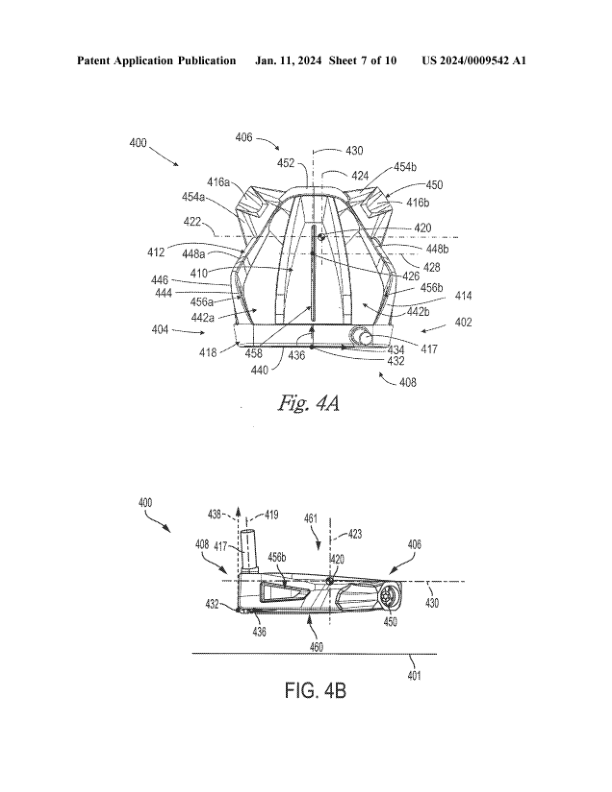 Patent Application Publication Jan. 11, 2024 Sheet 7 of 10 US 2024/0009542 A1
406
430
400
452
424
454b
416a
450
416b
454a
422
420
412
448b
448a
410
426
428
446
444
456b
456a
414
442a
442b
404
402
418
458
436
434
417
432
440
408
Fig. 4A
400
438
419
461
423
408
417
456b
420
406
430
432
436
450
460
401
FIG. 4B